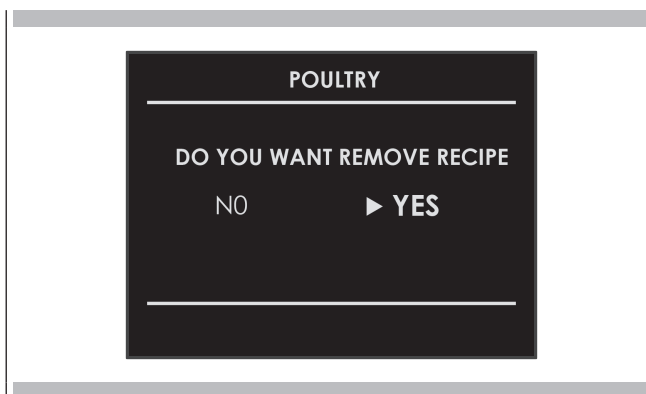 POULTRY
DO YOU WANT REMOVE RECIPE
N0 ▶ YES